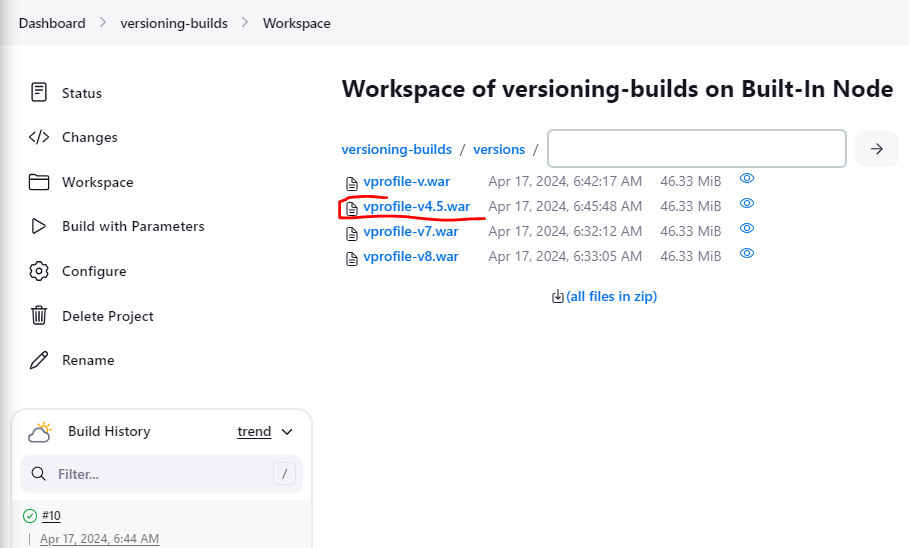 Dashboard > versioning-builds > Workspace
Status
Changes
Workspace
Build with Parameters
Configure
Delete Project
Rename
Build History trend
Filter... /
#10
Apr 17, 2024, 6:44 AM
Workspace of versioning-builds on Built-In Node
versioning-builds / versions /
vprofile-v.war Apr 17, 2024, 6:42:17 AM 46.33 MiB
vprofile-v4.5.war Apr 17, 2024, 6:45:48 AM 46.33 MiB
vprofile-v7.war Apr 17, 2024, 6:32:12 AM 46.33 MiB
vprofile-v8.war Apr 17, 2024, 6:33:05 AM 46.33 MiB
(all files in zip)